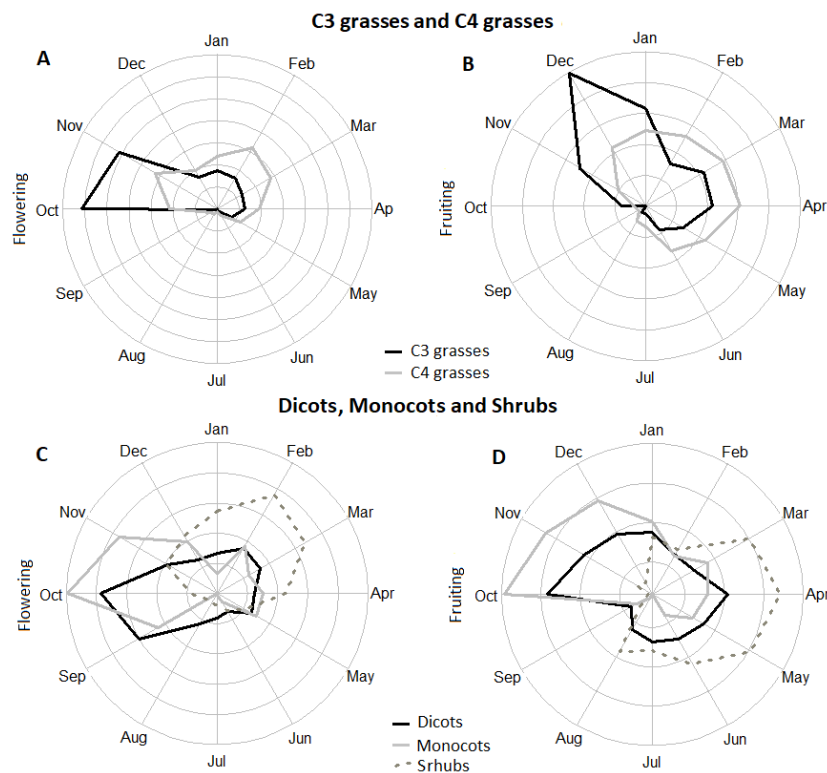 C3 grasses and C4 grasses
A
Jan
Feb
Mar
Ap
May
Jun
Jul
Aug
Sep
Oct
Nov
Dec
Flowering
B
Jan
Feb
Mar
Apr
May
Jun
Jul
Aug
Sep
Oct
Nov
Dec
Fruiting
C3 grasses
C4 grasses
Dicots, Monocots and Shrubs
C
Jan
Feb
Mar
Apr
May
Jun
Jul
Aug
Sep
Oct
Nov
Dec
Flowering
D
Jan
Feb
Mar
Apr
May
Jun
Jul
Aug
Sep
Oct
Nov
Dec
Fruiting
Dicots
Monocots
Srhubs